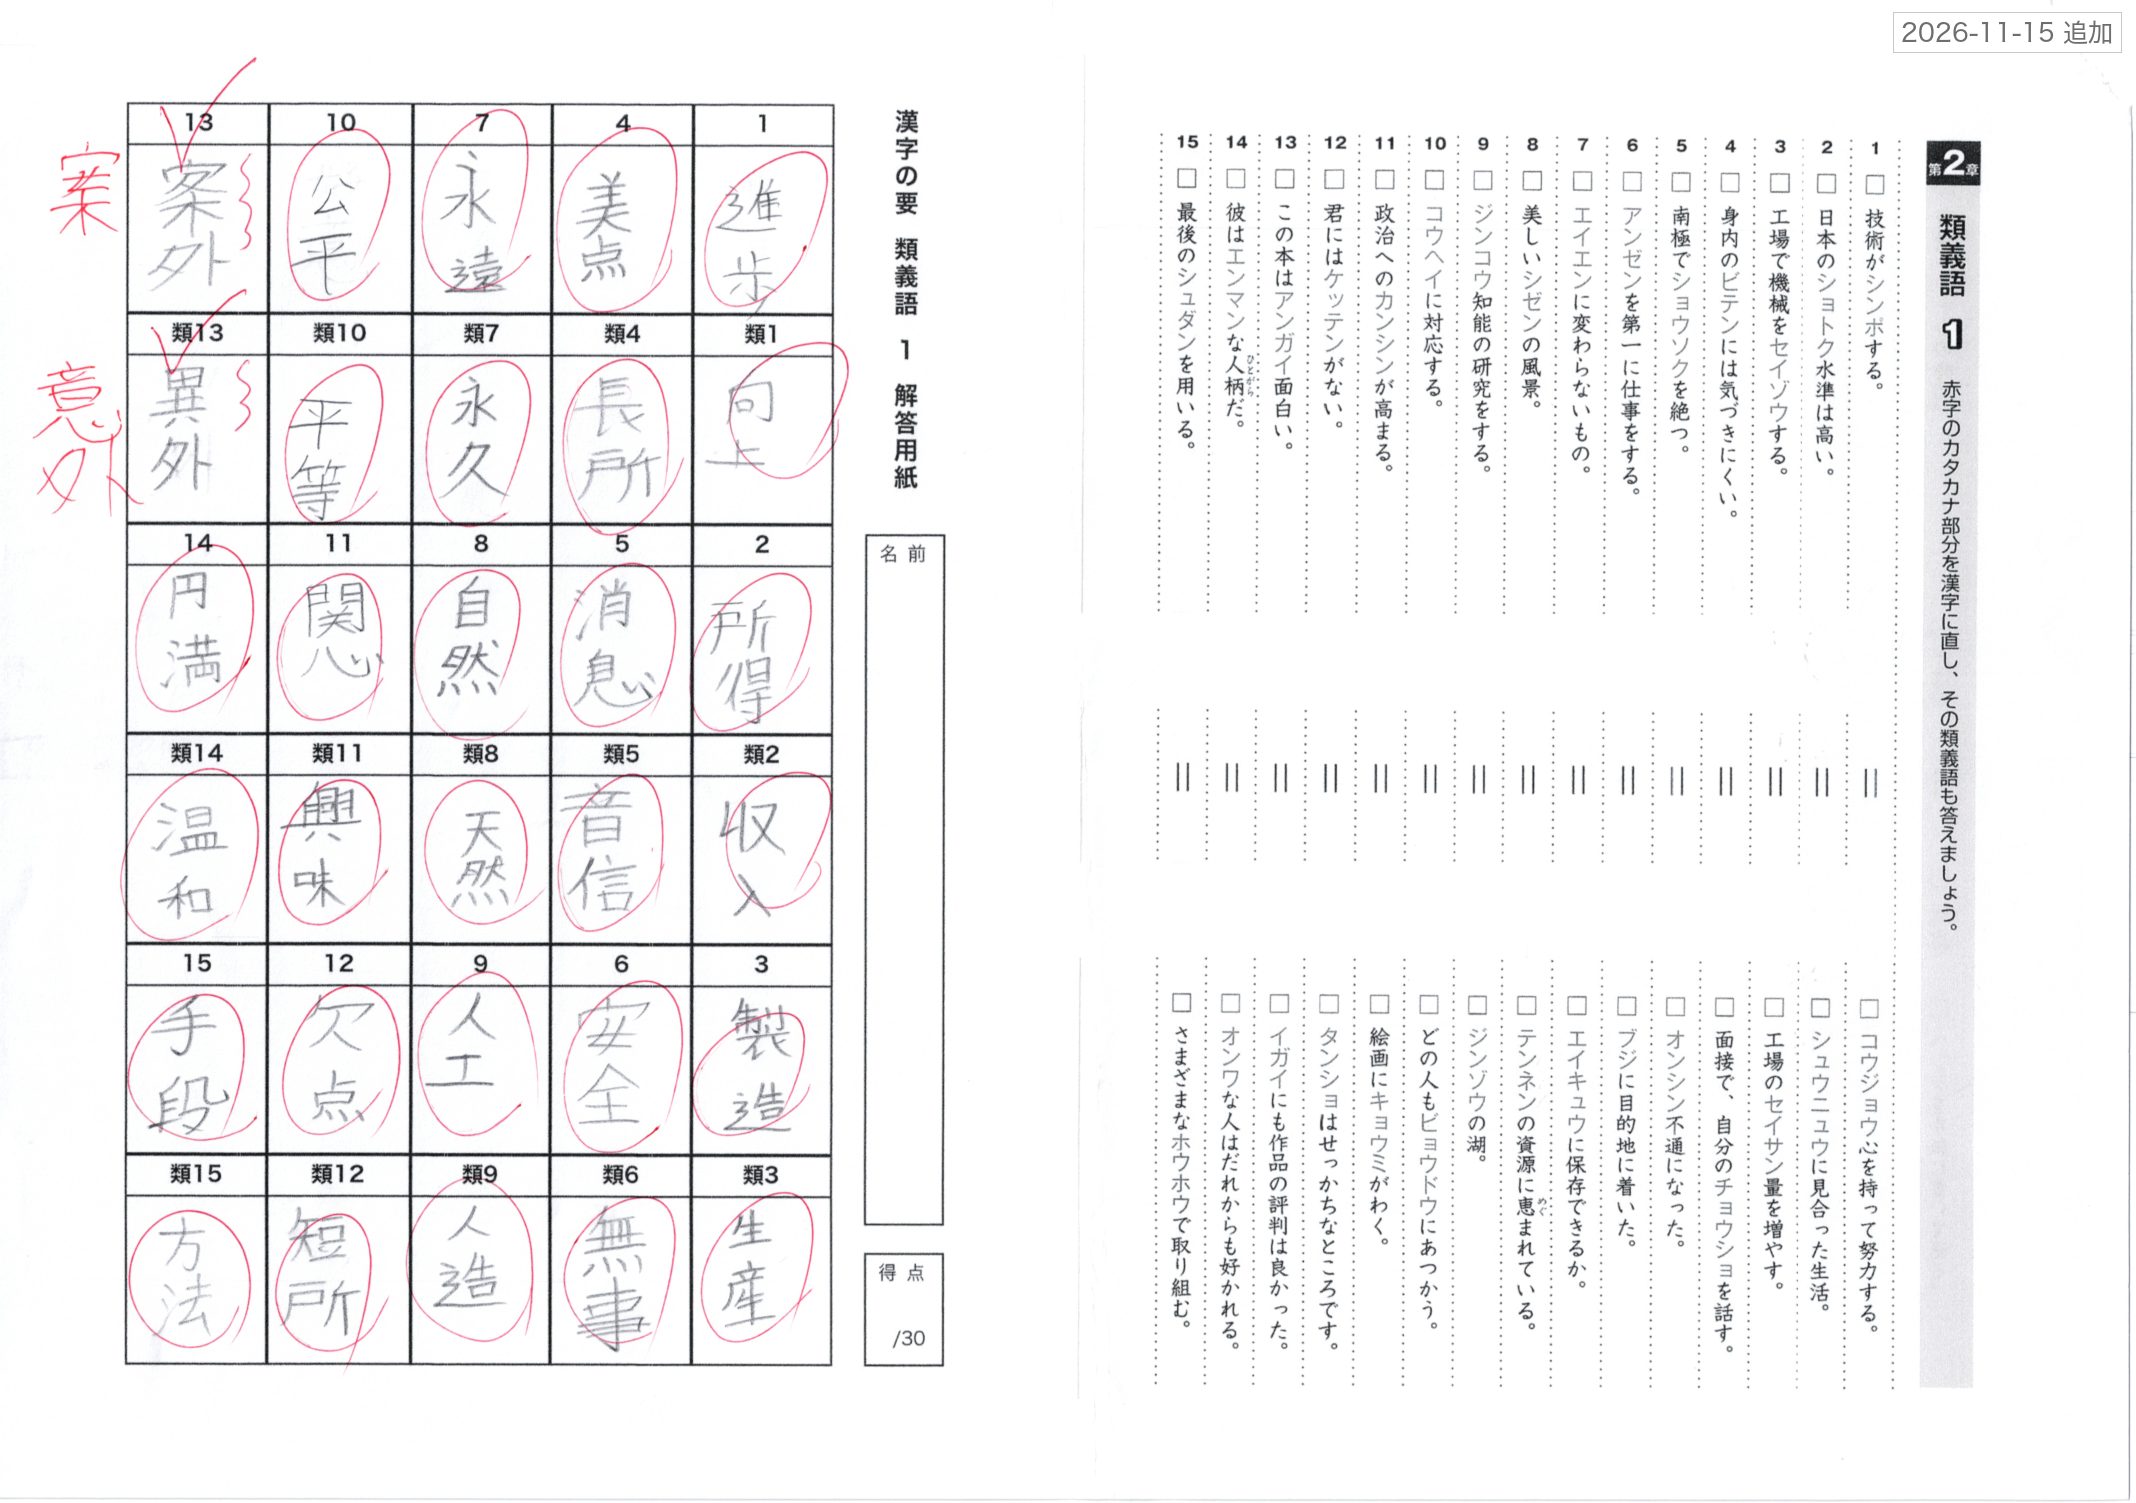 2026-11-15 追加
第2章 類義語 1 赤字のカタカナ部分を漢字に直し、その類義語も答えましょう。
1 □ 技術がシンポする。 = □ コウジョウ心を持って努力する。
2 □ 日本のショトク水準は高い。 = □ シュウニュウに見合った生活。
3 □ 工場で機械をセイゾウする。 = □ 工場のセイサン量を増やす。
4 □ 身内のビテンには気づきにくい。 = □ 面接で、自分のチョウショを話す。
5 □ 南極でショウソクを絶つ。 = □ オンシン不通になった。
6 □ アンゼンを第一に仕事をする。 = □ ブジに目的地に着いた。
7 □ エイエンに変わらないもの。 = □ エイキュウに保存できるか。
8 □ 美しいシゼンの風景。 = □ テンネンの資源に恵まれている。
めぐ
9 □ ジンコウ知能の研究をする。 = □ ジンゾウの湖。
10 □ コウヘイに対応する。 = □ どの人もビョウドウにあつかう。
11 □ 政治へのカンシンが高まる。 = □ 絵画にキョウミがわく。
12 □ 君にはケッテンがない。 = □ タンショはせっかちなところです。
13 □ この本はアンガイ面白い。 = □ イガイにも作品の評判は良かった。
14 □ 彼はエンマンな人柄だ。 = □ オンワな人はだれからも好かれる。
ひとがら
15 □ 最後のシュダンを用いる。 = □ さまざまなホウホウで取り組む。
漢字の要 類義語 1 解答用紙
名前
得点
/30
1
進歩
類1
向上
2
所得
類2
収入
3
製造
類3
生産
4
美点
類4
長所
5
消息
類5
音信
6
安全
類6
無事
7
永遠
類7
永久
8
自然
類8
天然
9
人工
類9
人造
10
公平
類10
平等
11
関心
類11
興味
12
欠点
類12
短所
13
案外
類13
異外
14
円満
類14
温和
15
手段
類15
方法
案
意外